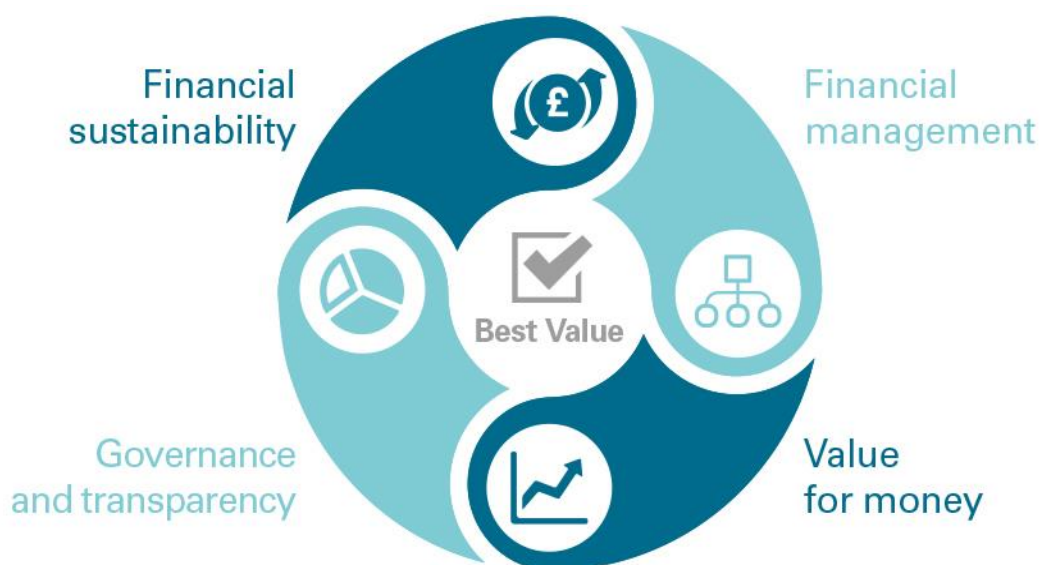 Financial
sustainability
Financial
management
£
Best Value
Governance
and transparency
Value
for money